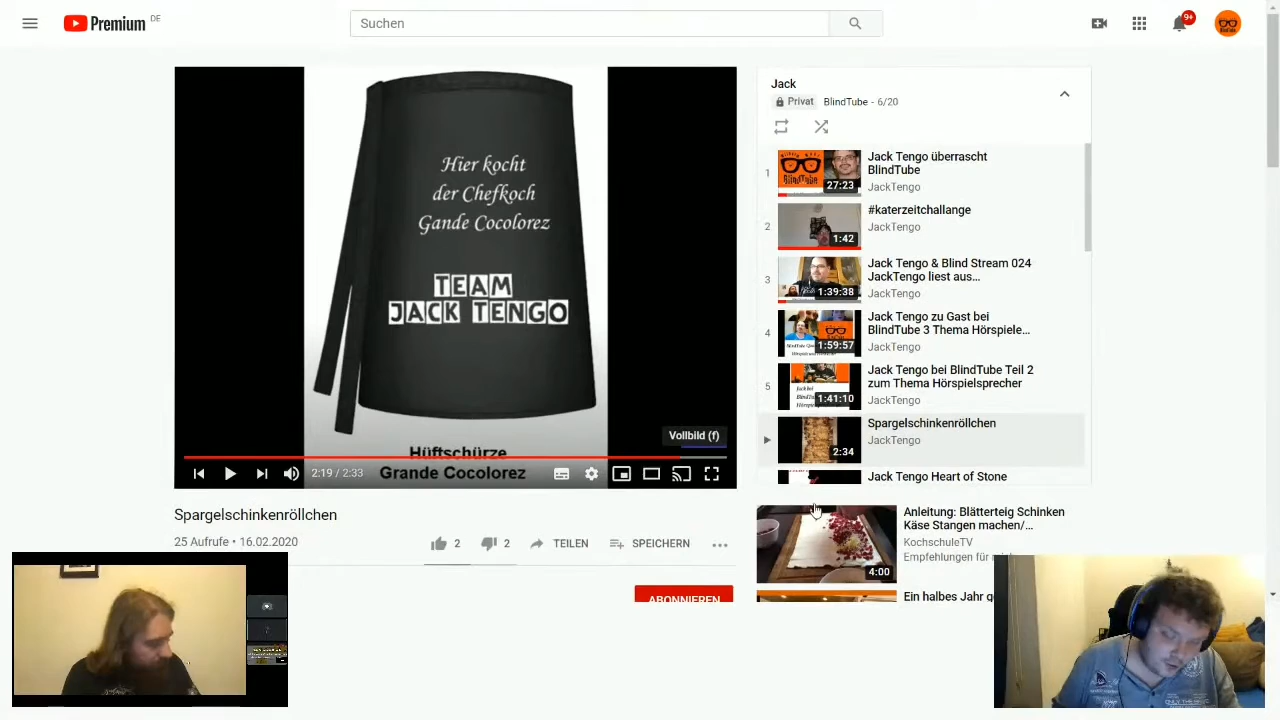 Premium DE
Suchen
9+
Hier kocht
der Chefkoch
Gande Cocolorez
TEAM
JACK TENGO
Hüftschürze
Grande Cocolorez
Vollbild (f)
2:19 / 2:33
Spargelschinkenröllchen
25 Aufrufe • 16.02.2020
2
2
TEILEN
SPEICHERN
ABONNIEREN
Jack
Privat
BlindTube - 6/20
1
27:23
Jack Tengo überrascht
BlindTube
JackTengo
2
1:42
#katerzeitchallange
JackTengo
3
1:39:38
Jack Tengo & Blind Stream 024
JackTengo liest aus...
JackTengo
4
1:59:57
Jack Tengo zu Gast bei
BlindTube 3 Thema Hörspiele...
JackTengo
5
1:41:10
Jack Tengo bei BlindTube Teil 2
zum Thema Hörspielsprecher
JackTengo
2:34
Spargelschinkenröllchen
JackTengo
Jack Tengo Heart of Stone
4:00
Anleitung: Blätterteig Schinken
Käse Stangen machen/...
KochschuleTV
Empfehlungen für
Ein halbes Jahr